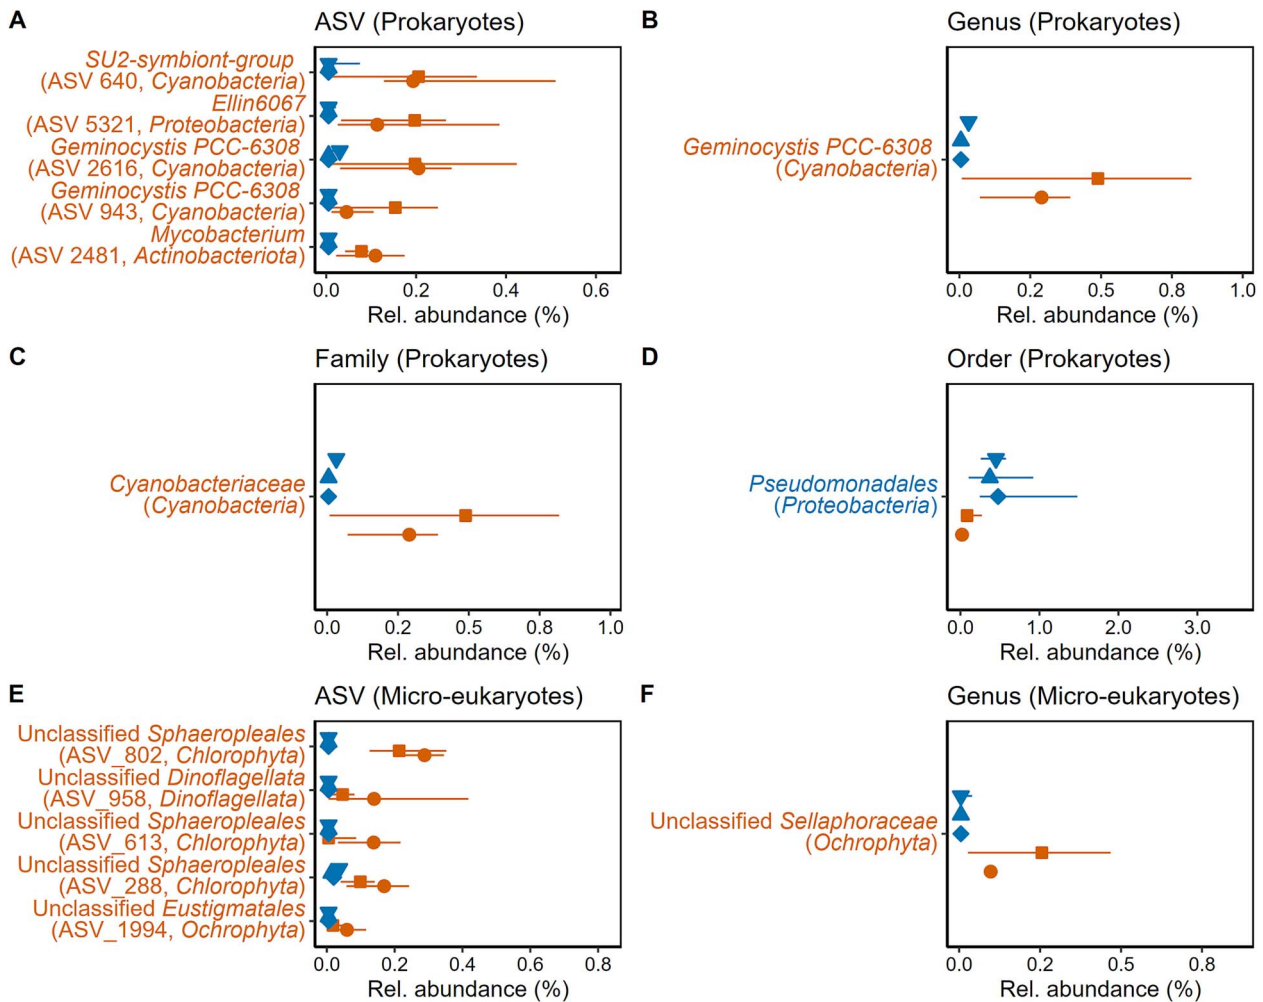 A
ASV (Prokaryotes)
SU2-symbiont-group
(ASV 640, Cyanobacteria)
Ellin6067
(ASV 5321, Proteobacteria)
Geminocystis PCC-6308
(ASV 2616, Cyanobacteria)
Geminocystis PCC-6308
(ASV 943, Cyanobacteria)
Mycobacterium
(ASV 2481, Actinobacteriota)
0.0 0.2 0.4 0.6
Rel. abundance (%)
B
Genus (Prokaryotes)
Geminocystis PCC-6308
(Cyanobacteria)
0.0 0.2 0.5 0.8 1.0
Rel. abundance (%)
C
Family (Prokaryotes)
Cyanobacteriaceae
(Cyanobacteria)
0.0 0.2 0.5 0.8 1.0
Rel. abundance (%)
D
Order (Prokaryotes)
Pseudomonadales
(Proteobacteria)
0.0 1.0 2.0 3.0
Rel. abundance (%)
E
ASV (Micro-eukaryotes)
Unclassified Sphaeropleales
(ASV_802, Chlorophyta)
Unclassified Dinoflagellata
(ASV_958, Dinoflagellata)
Unclassified Sphaeropleales
(ASV_613, Chlorophyta)
Unclassified Sphaeropleales
(ASV_288, Chlorophyta)
Unclassified Eustigmatales
(ASV_1994, Ochrophyta)
0.0 0.2 0.4 0.6 0.8
Rel. abundance (%)
F
Genus (Micro-eukaryotes)
Unclassified Sellaphoraceae
(Ochrophyta)
0.0 0.2 0.5 0.8
Rel. abundance (%)